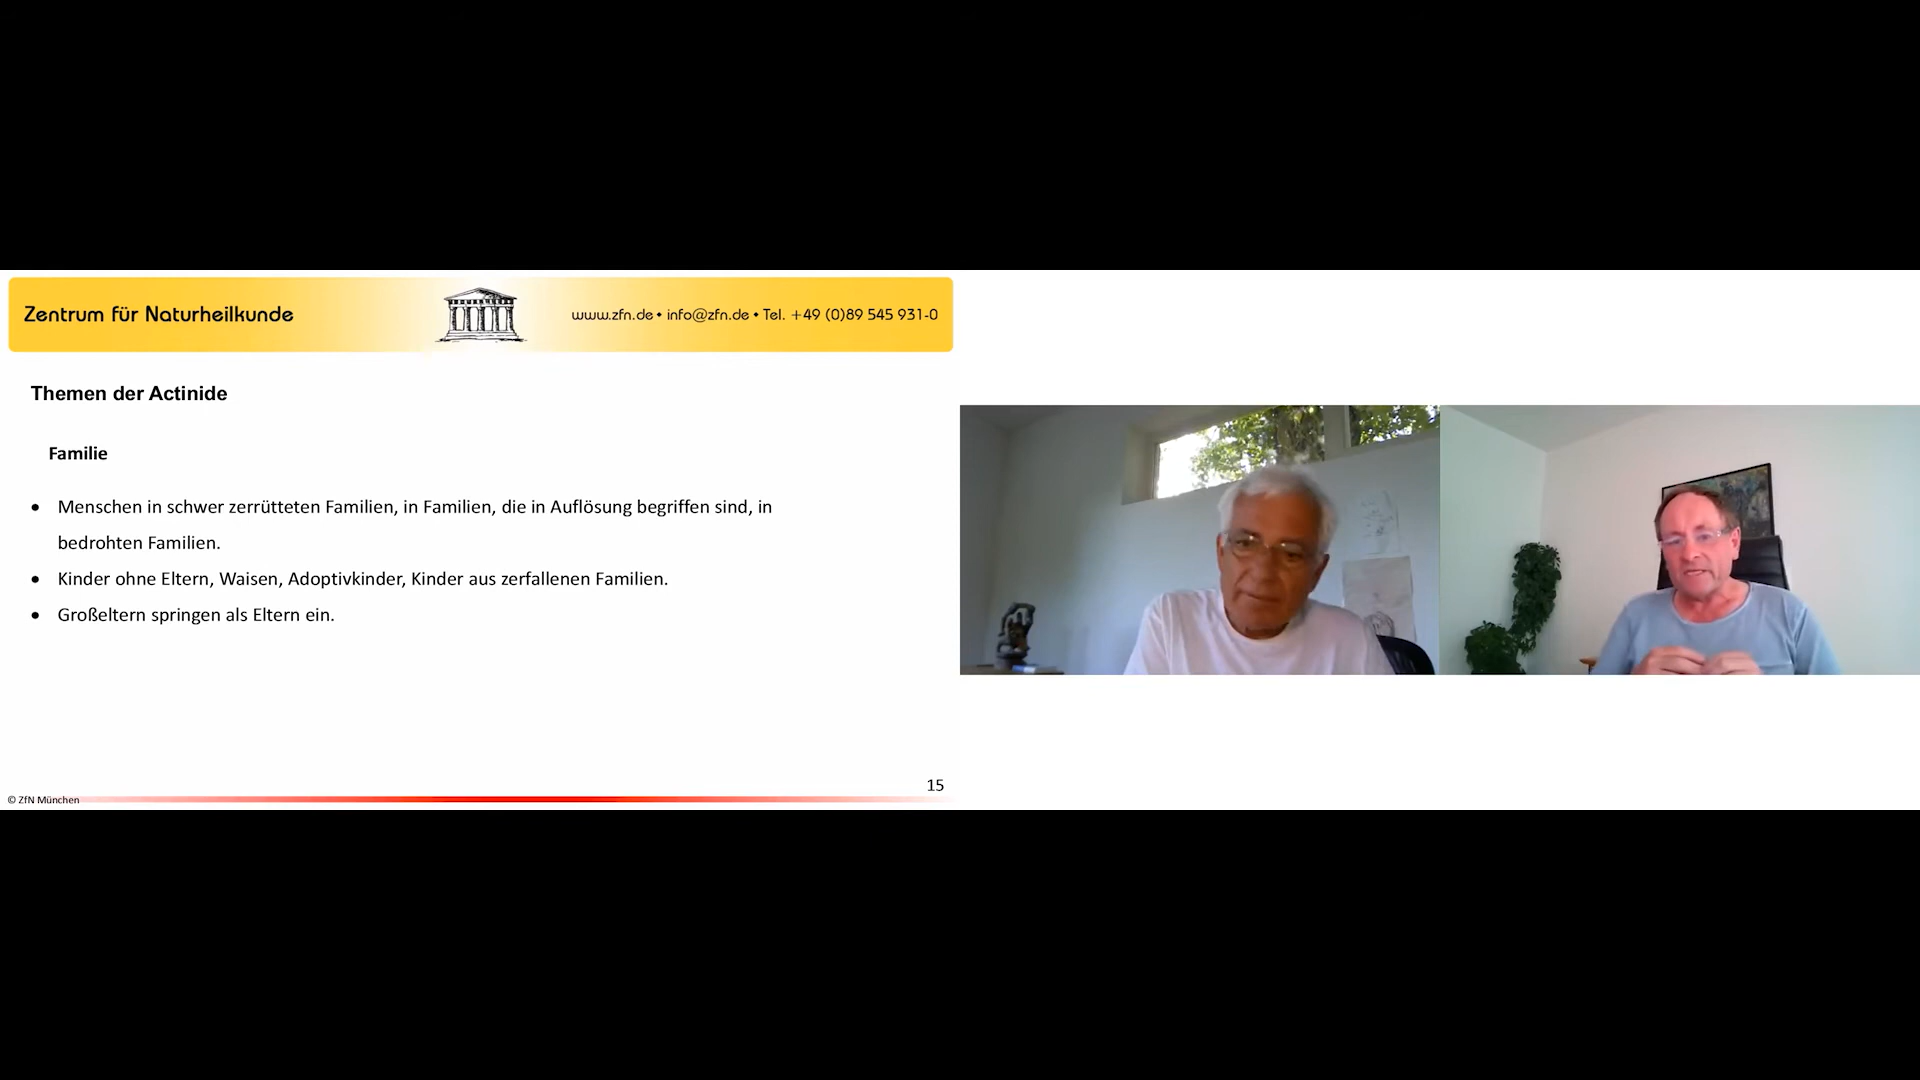 Zentrum für Naturheilkunde
www.zfn.de • info@zfn.de • Tel. +49 (0)89 545 931-0
Themen der Actinide
Familie
• Menschen in schwer zerrütteten Familien, in Familien, die in Auflösung begriffen sind, in
bedrohten Familien.
• Kinder ohne Eltern, Waisen, Adoptivkinder, Kinder aus zerfallenen Familien.
• Großeltern springen als Eltern ein.
15
© ZfN München